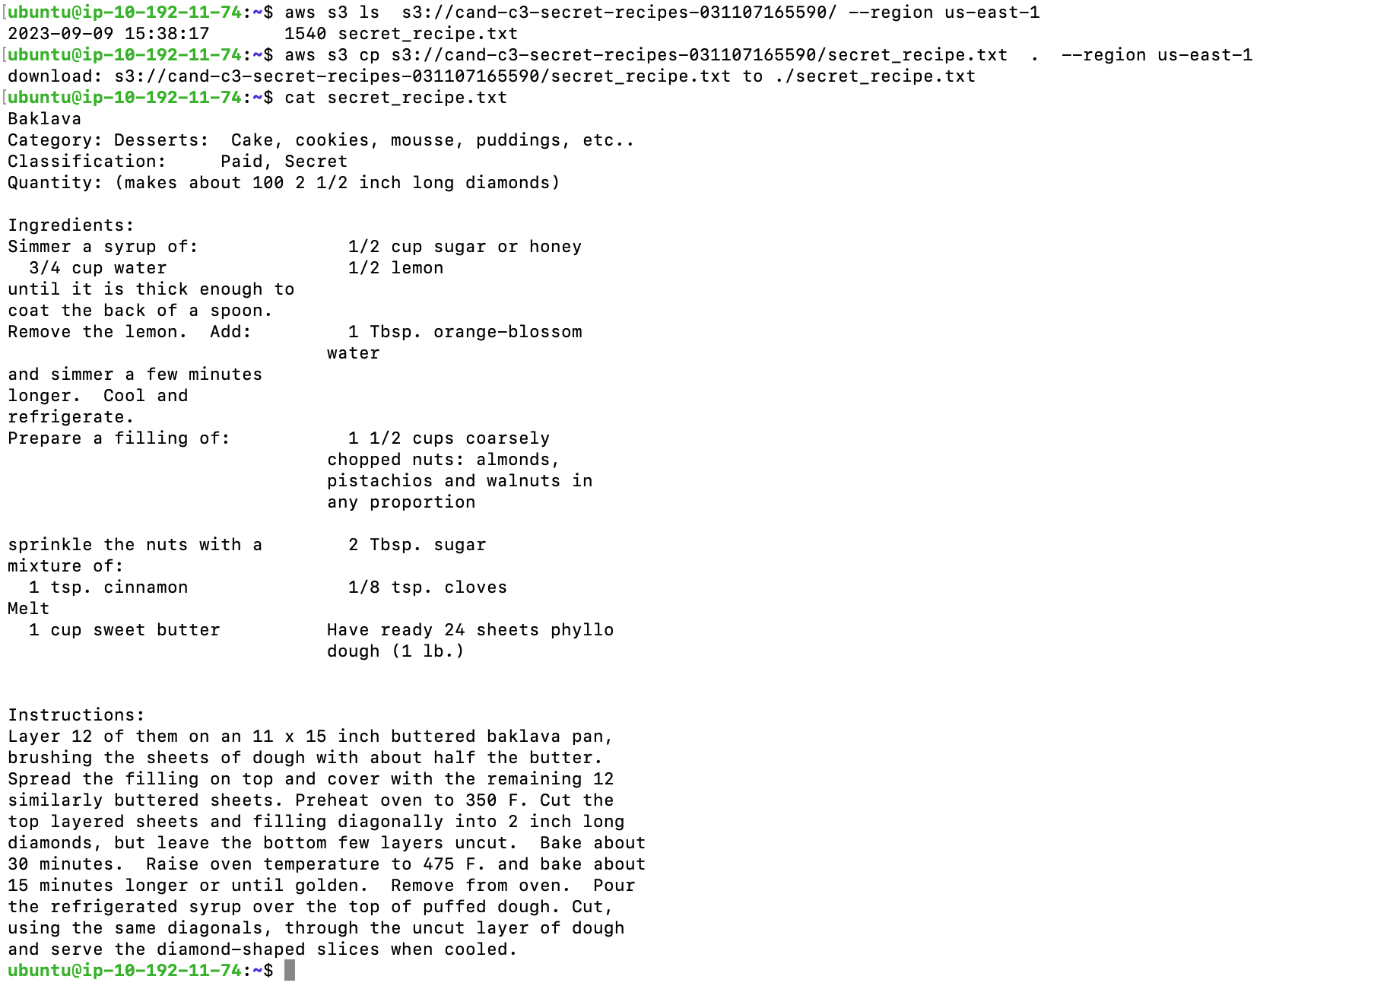 ubuntu@ip-10-192-11-74:~$ aws s3 ls  s3://cand-c3-secret-recipes-031107165590/ --region us-east-1
2023-09-09 15:38:17       1540 secret_recipe.txt
[ubuntu@ip-10-192-11-74:~$ aws s3 cp s3://cand-c3-secret-recipes-031107165590/secret_recipe.txt  .  --region us-east-1
download: s3://cand-c3-secret-recipes-031107165590/secret_recipe.txt to ./secret_recipe.txt
[ubuntu@ip-10-192-11-74:~$ cat secret_recipe.txt
Baklava
Category: Desserts:  Cake, cookies, mousse, puddings, etc..
Classification:     Paid, Secret
Quantity: (makes about 100 2 1/2 inch long diamonds)

Ingredients:
Simmer a syrup of:              1/2 cup sugar or honey
  3/4 cup water                 1/2 lemon
until it is thick enough to
coat the back of a spoon.
Remove the lemon.  Add:         1 Tbsp. orange-blossom
                              water
and simmer a few minutes
longer.  Cool and
refrigerate.
Prepare a filling of:           1 1/2 cups coarsely
                              chopped nuts: almonds,
                              pistachios and walnuts in
                              any proportion

sprinkle the nuts with a        2 Tbsp. sugar
mixture of:
  1 tsp. cinnamon               1/8 tsp. cloves
Melt
  1 cup sweet butter          Have ready 24 sheets phyllo
                              dough (1 lb.)

Instructions:
Layer 12 of them on an 11 x 15 inch buttered baklava pan,
brushing the sheets of dough with about half the butter.
Spread the filling on top and cover with the remaining 12
similarly buttered sheets. Preheat oven to 350 F. Cut the
top layered sheets and filling diagonally into 2 inch long
diamonds, but leave the bottom few layers uncut.  Bake about
30 minutes.  Raise oven temperature to 475 F. and bake about
15 minutes longer or until golden.  Remove from oven.  Pour
the refrigerated syrup over the top of puffed dough. Cut,
using the same diagonals, through the uncut layer of dough
and serve the diamond-shaped slices when cooled.
ubuntu@ip-10-192-11-74:~$